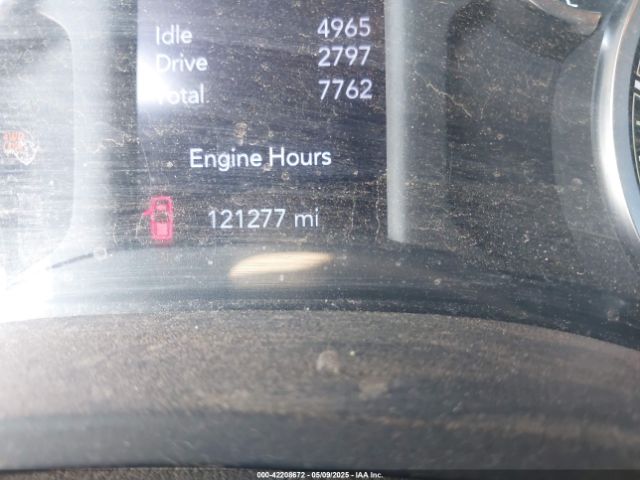 Idle 4965
Drive 2797
Total 7762
Engine Hours
121277 mi
000-42208672 - 05/09/2025 - IAA Inc.